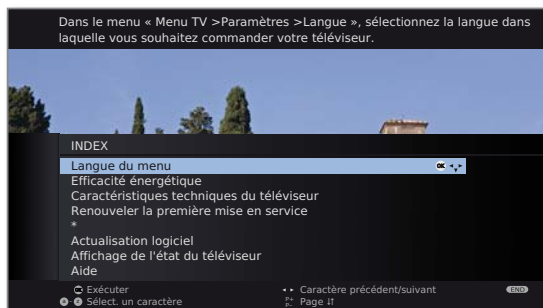 Dans le menu « Menu TV >Paramètres >Langue », sélectionnez la langue dans
laquelle vous souhaitez commander votre téléviseur.
INDEX
Langue du menu OK
Efficacité énergétique
Caractéristiques techniques du téléviseur
Renouveler la première mise en service
*
Actualisation logiciel
Affichage de l'état du téléviseur
Aide
Exécuter
Caractère précédent/suivant
END
Sélect. un caractère
P+ P− Page